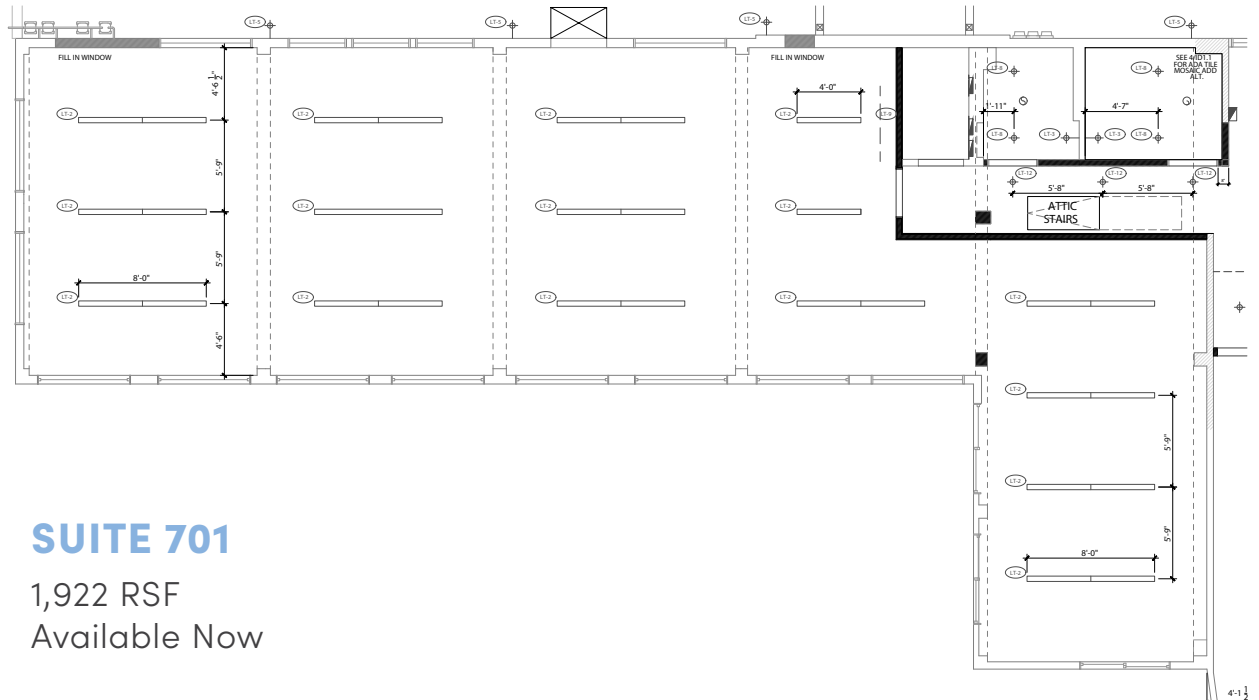 LT-5
LT-5
LT-5
LT-5
FILL IN WINDOW
FILL IN WINDOW
SEE 4/ID1.1
FOR ADA TILE
MOSAIC ADD
ALT.
4'-6 1/2"
LT-8
LT-8
4'-0"
LT-2
LT-2
LT-2
LT-2
LT-9
1'-11"
4'-7"
LT-8
LT-3
LT-3
LT-8
5'-9"
LT-12
LT-12
LT-12
5'-8"
5'-8"
LT-2
LT-2
LT-2
LT-2
ATTIC
STAIRS
5'-9"
8'-0"
LT-2
LT-2
LT-2
LT-2
LT-2
4'-6"
LT-2
5'-9"
LT-2
5'-9"
8'-0"
LT-2
SUITE 701
1,922 RSF
Available Now
4'-1 1/2